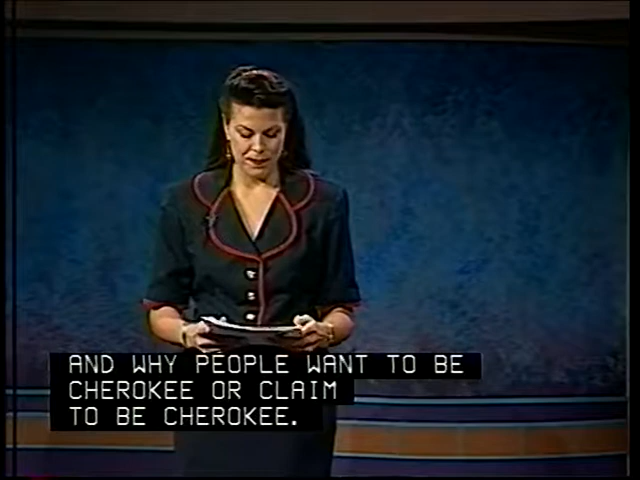 AND WHY PEOPLE WANT TO BE
CHEROKEE OR CLAIM
TO BE CHEROKEE.